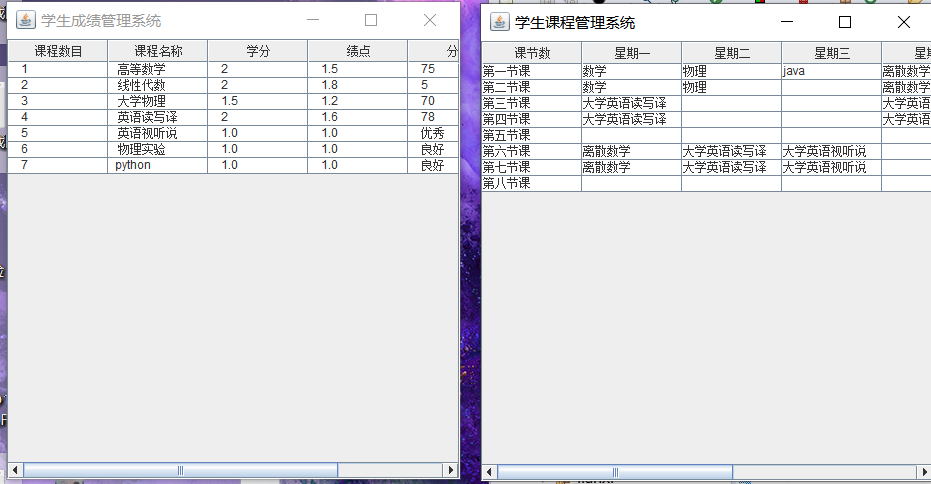 学生成绩管理系统
课程数目 课程名称 学分 绩点 分
1 高等数学 2 1.5 75
2 线性代数 2 1.8 5
3 大学物理 1.5 1.2 70
4 英语读写译 2 1.6 78
5 英语视听说 1.0 1.0 优秀
6 物理实验 1.0 1.0 良好
7 python 1.0 1.0 良好
学生课程管理系统
课节数 星期一 星期二 星期三 星期
第一节课 数学 物理 java 离散数学
第二节课 数学 物理 离散数学
第三节课 大学英语读写译 大学英语
第四节课 大学英语读写译 大学英语
第五节课
第六节课 离散数学 大学英语读写译 大学英语视听说
第七节课 离散数学 大学英语读写译 大学英语视听说
第八节课